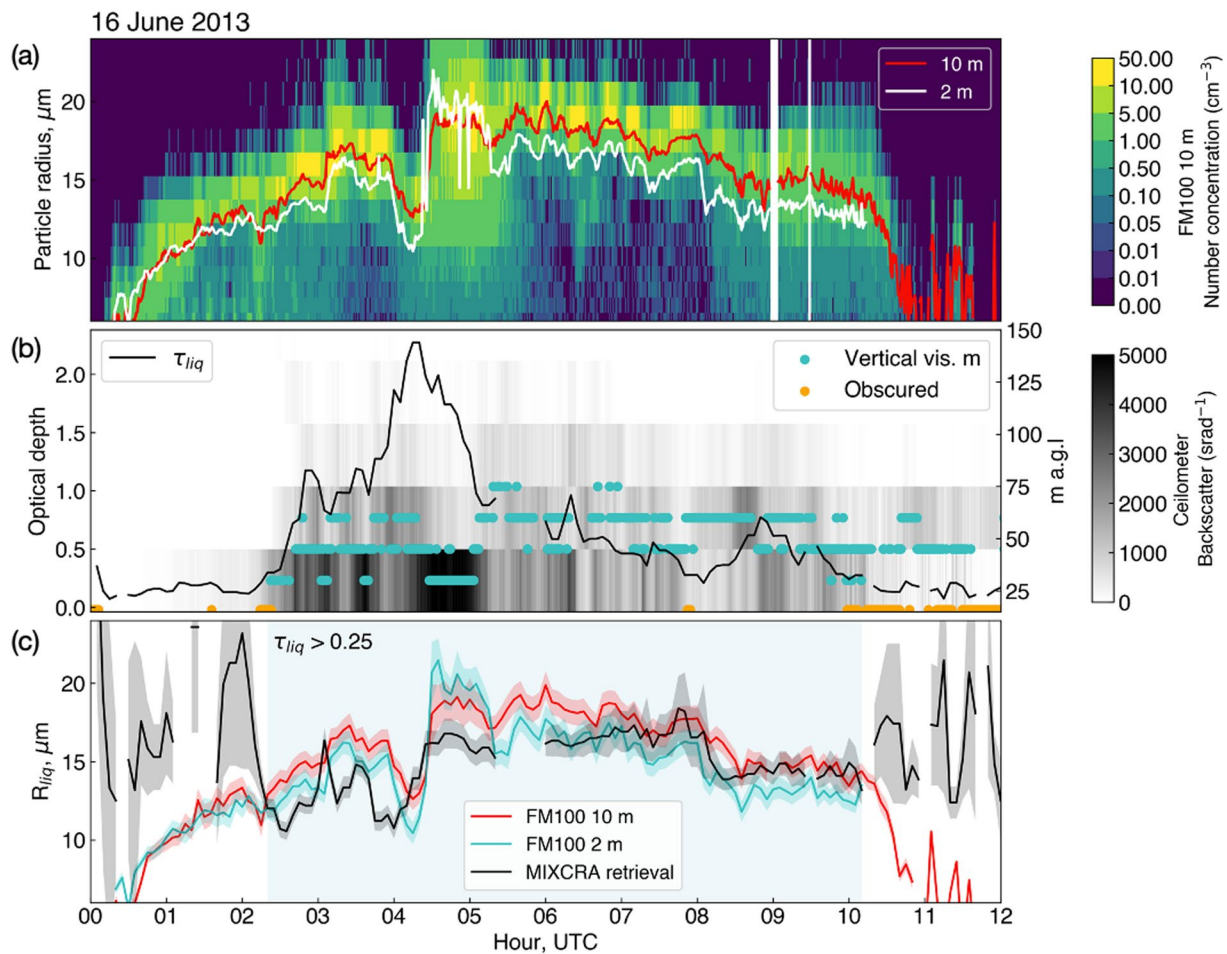 16 June 2013
(a)
Particle radius, μm
20
15
10
10 m
2 m
50.00
10.00
5.00
1.00
0.50
0.10
0.05
0.01
0.01
0.00
FM100 10 m
Number concentration (cm⁻³)
(b)
Optical depth
2.0
1.5
1.0
0.5
0.0
τliq
Vertical vis. m
Obscured
150
125
100
75
50
25
m a.g.l
5000
4000
3000
2000
1000
0
Ceilometer
Backscatter (srad⁻¹)
(c)
Rliq, μm
20
15
10
τliq > 0.25
FM100 10 m
FM100 2 m
MIXCRA retrieval
00 01 02 03 04 05 06 07 08 09 10 11 12
Hour, UTC